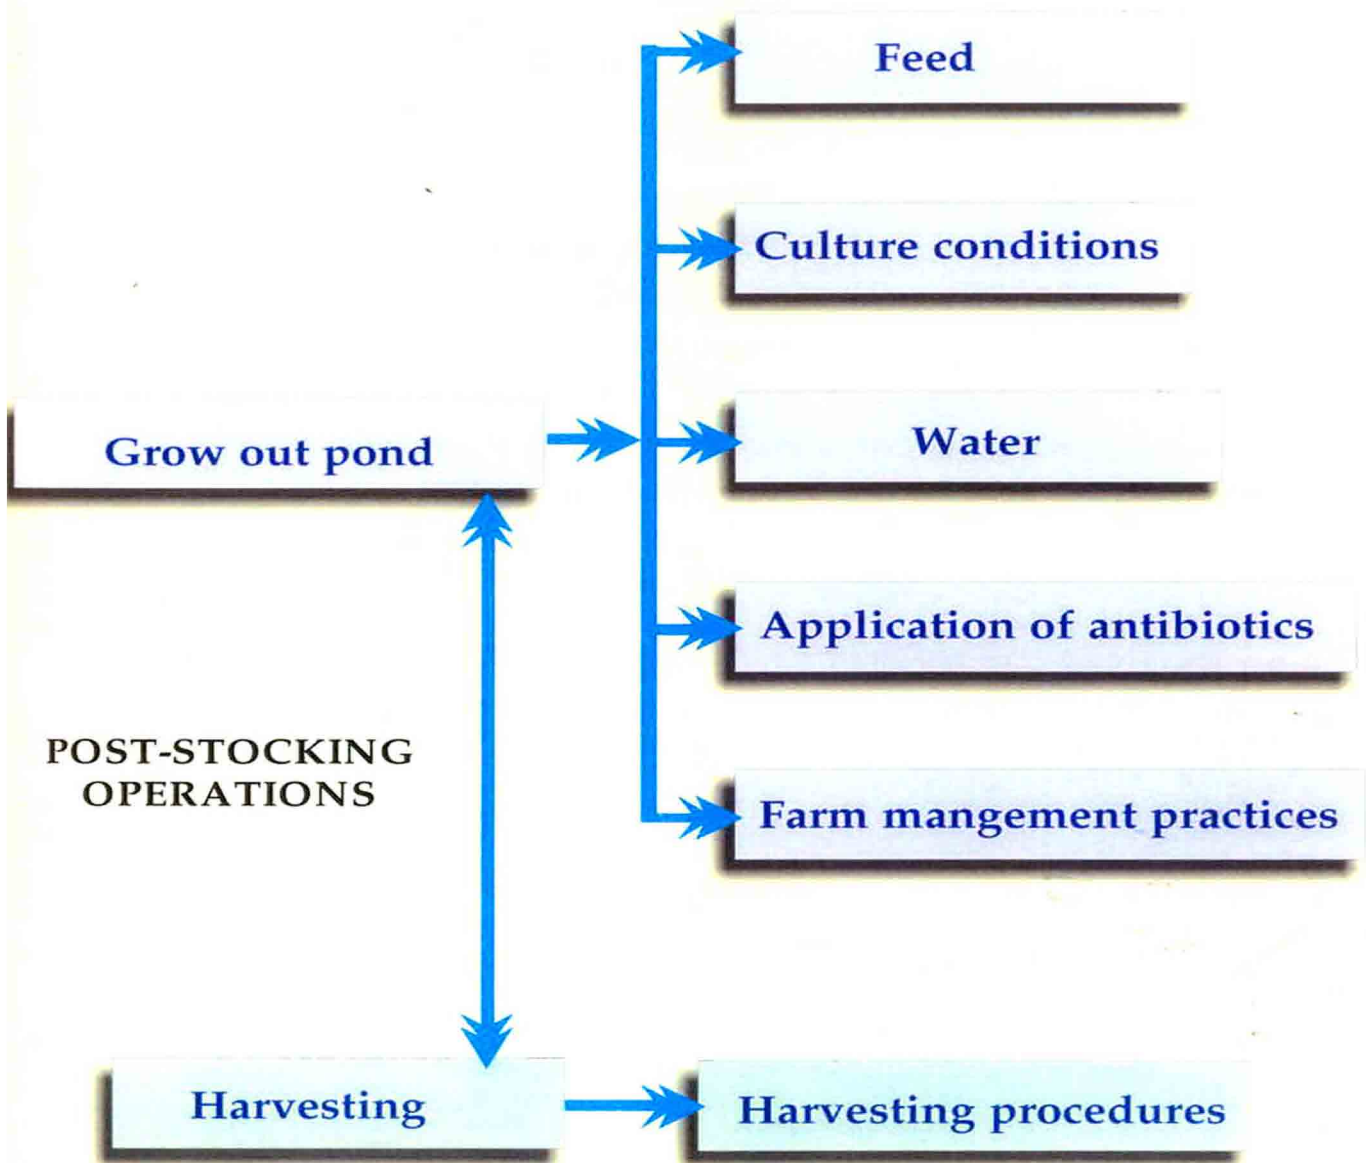 Feed
Culture conditions
Grow out pond
Water
Application of antibiotics
POST-STOCKING
OPERATIONS
Farm mangement practices
Harvesting
Harvesting procedures